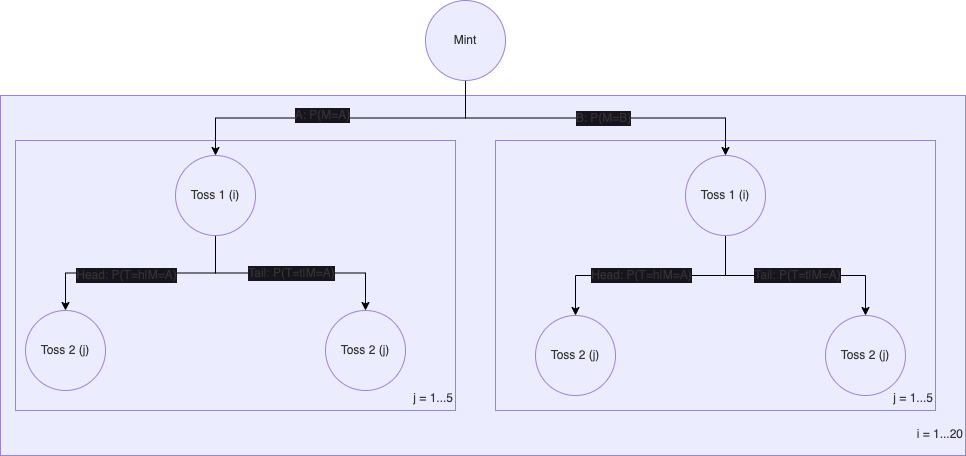 Mint
A: P(M=A)
B: P(M=B)
Toss 1 (i)
Toss 1 (i)
Head: P(T=h|M=A)
Tail: P(T=t|M=A)
Head: P(T=h|M=A)
Tail: P(T=t|M=A)
Toss 2 (j)
Toss 2 (j)
Toss 2 (j)
Toss 2 (j)
j = 1...5
j = 1...5
i = 1...20